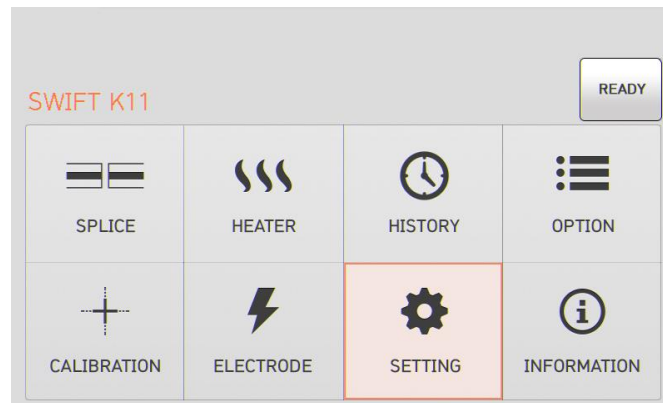 READY
SWIFT K11
SPLICE HEATER HISTORY OPTION
CALIBRATION ELECTRODE SETTING INFORMATION